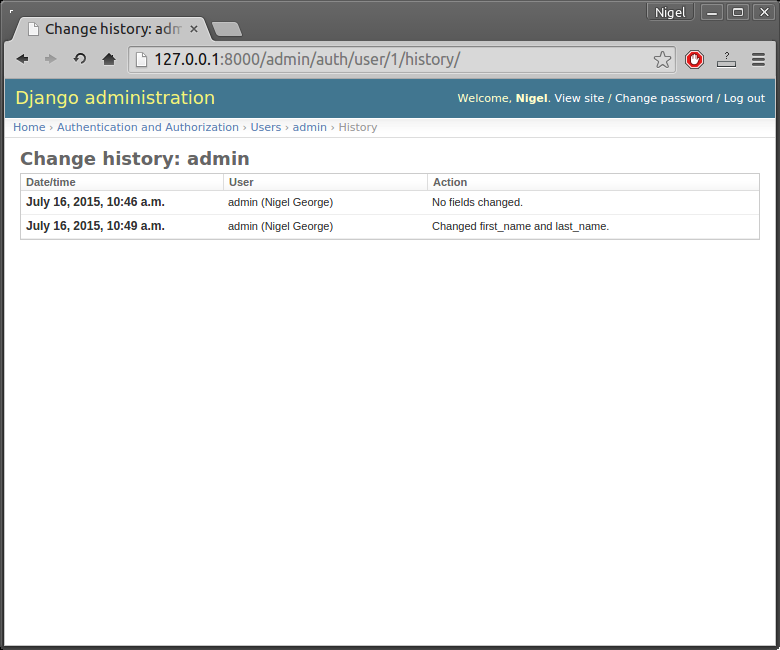 Nigel
Change history: adm
127.0.0.1:8000/admin/auth/user/1/history/
Django administration
Welcome, Nigel. View site / Change password / Log out
Home › Authentication and Authorization › Users › admin › History
Change history: admin
Date/time User Action
July 16, 2015, 10:46 a.m. admin (Nigel George) No fields changed.
July 16, 2015, 10:49 a.m. admin (Nigel George) Changed first_name and last_name.